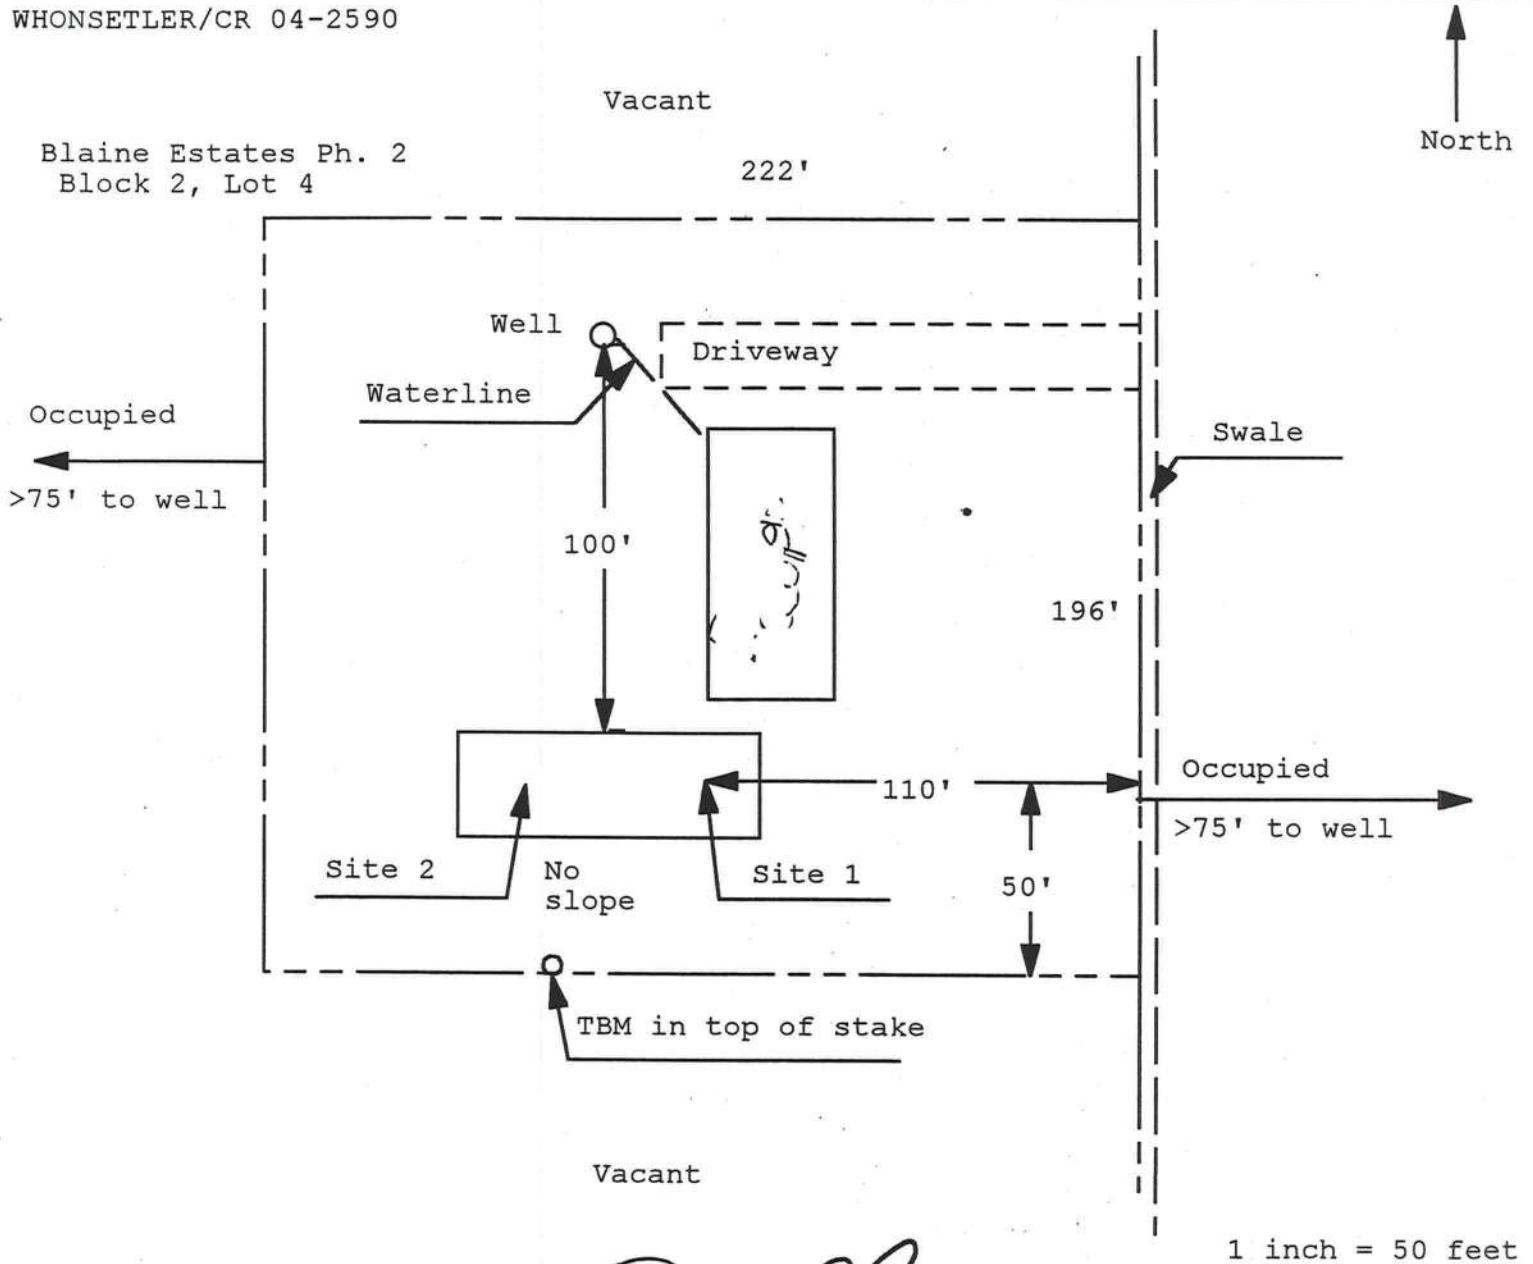 WHONSETLER/CR 04-2590
North
Vacant
Blaine Estates Ph. 2
Block 2, Lot 4
222'
Well
Driveway
Waterline
Occupied
>75' to well
Swale
100'
196'
110'
Occupied
>75' to well
Site 2
No
slope
Site 1
50'
TBM in top of stake
Vacant
1 inch = 50 feet